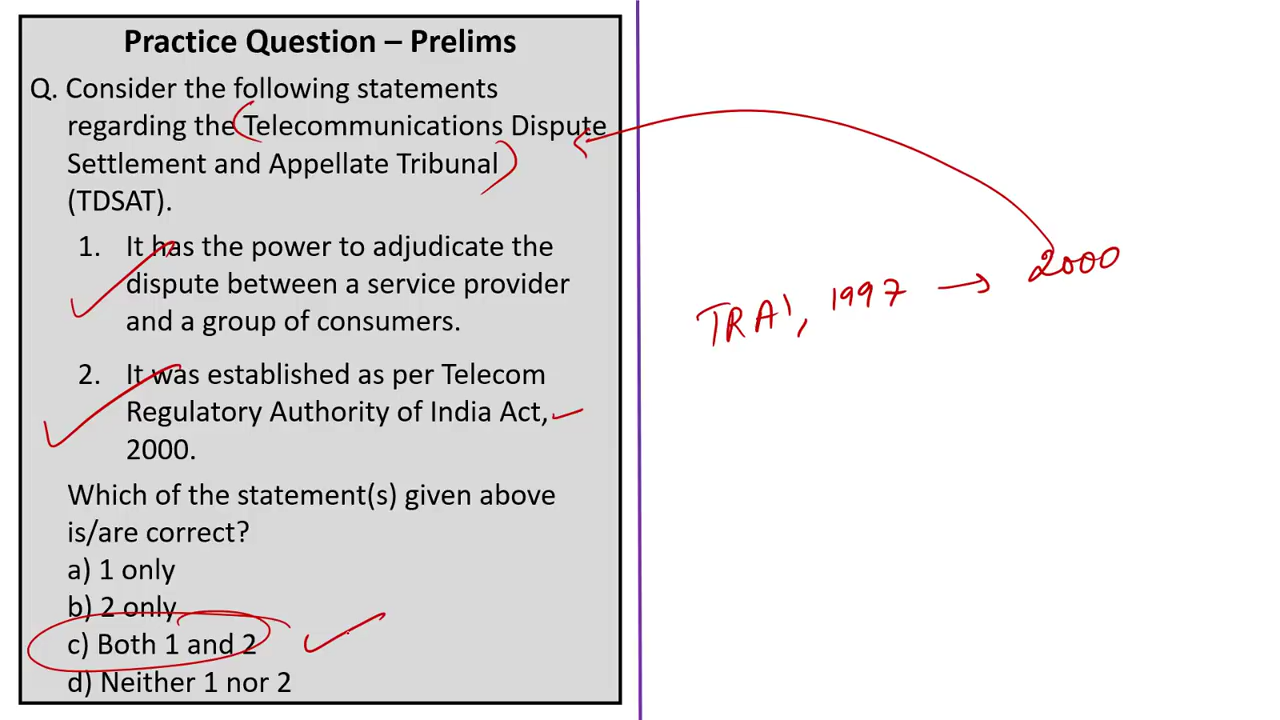 Practice Question – Prelims
Q. Consider the following statements
regarding the Telecommunications Dispute
Settlement and Appellate Tribunal
(TDSAT).
1. It has the power to adjudicate the
dispute between a service provider
and a group of consumers.
2. It was established as per Telecom
Regulatory Authority of India Act,
2000.
Which of the statement(s) given above
is/are correct?
a) 1 only
b) 2 only
c) Both 1 and 2
d) Neither 1 nor 2
TRAI, 1997 → 2000